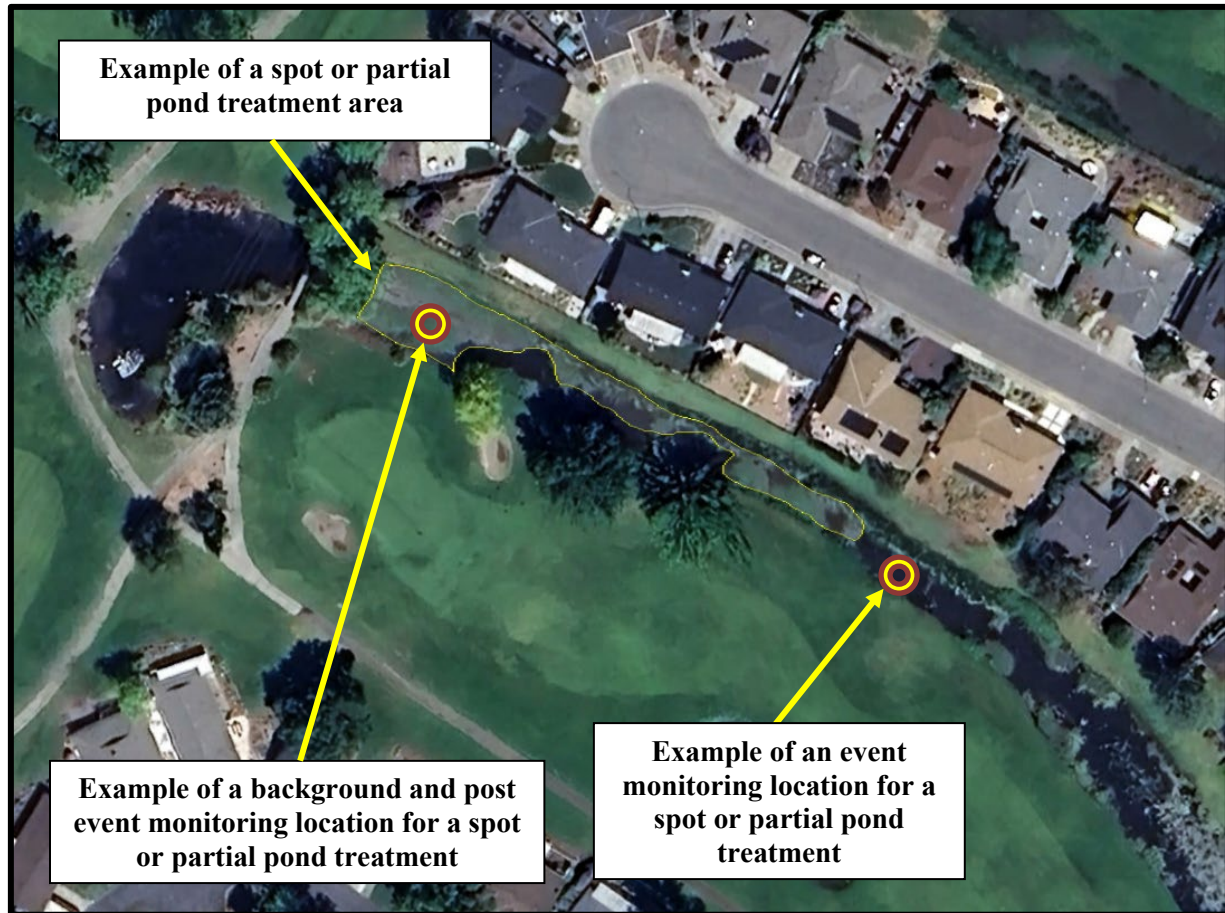 Example of a spot or partial
pond treatment area
Example of a background and post
event monitoring location for a spot
or partial pond treatment
Example of an event
monitoring location for a
spot or partial pond
treatment